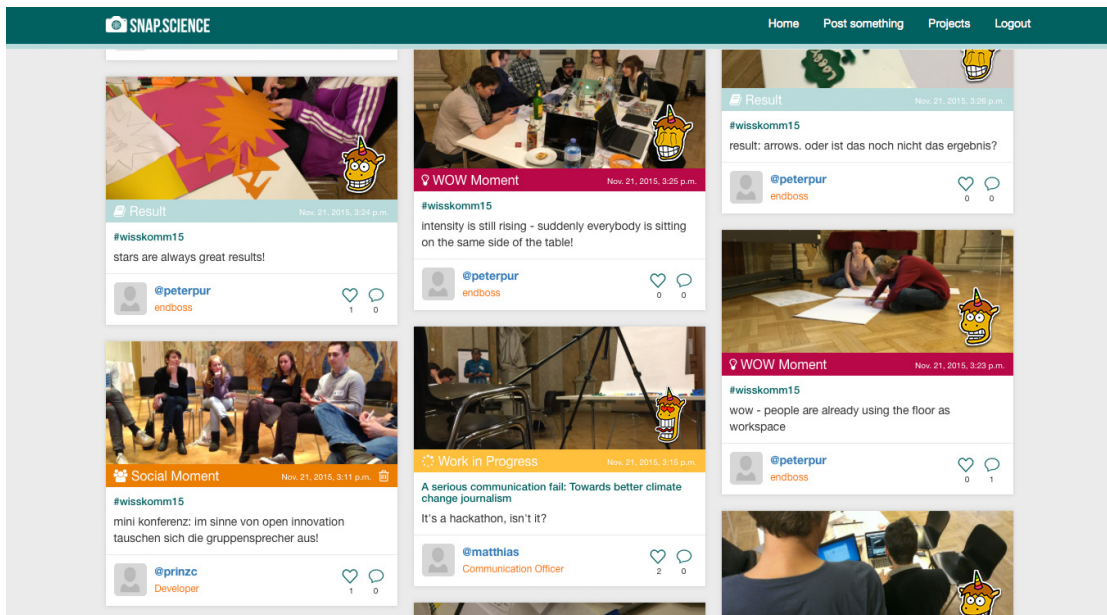 SNAP.SCIENCE
Home Post something Projects Logout
Result Nov. 21, 2015, 3:24 p.m.
#wisskomm15
stars are always great results!
@peterpur
endboss
1 0
Social Moment Nov. 21, 2015, 3:11 p.m.
#wisskomm15
mini konferenz: im sinne von open innovation
tauschen sich die gruppensprecher aus!
@prinzc
Developer
1 0
WOW Moment Nov. 21, 2015, 3:25 p.m.
#wisskomm15
intensity is still rising - suddenly everybody is sitting
on the same side of the table!
@peterpur
endboss
0 0
Work in Progress Nov. 21, 2015, 3:15 p.m.
A serious communication fail: Towards better climate
change journalism
It's a hackathon, isn't it?
@matthias
Communication Officer
2 0
Result Nov. 21, 2015, 3:26 p.m.
#wisskomm15
result: arrows. oder ist das noch nicht das ergebnis?
@peterpur
endboss
0 0
WOW Moment Nov. 21, 2015, 3:23 p.m.
#wisskomm15
wow - people are already using the floor as
workspace
@peterpur
endboss
0 1